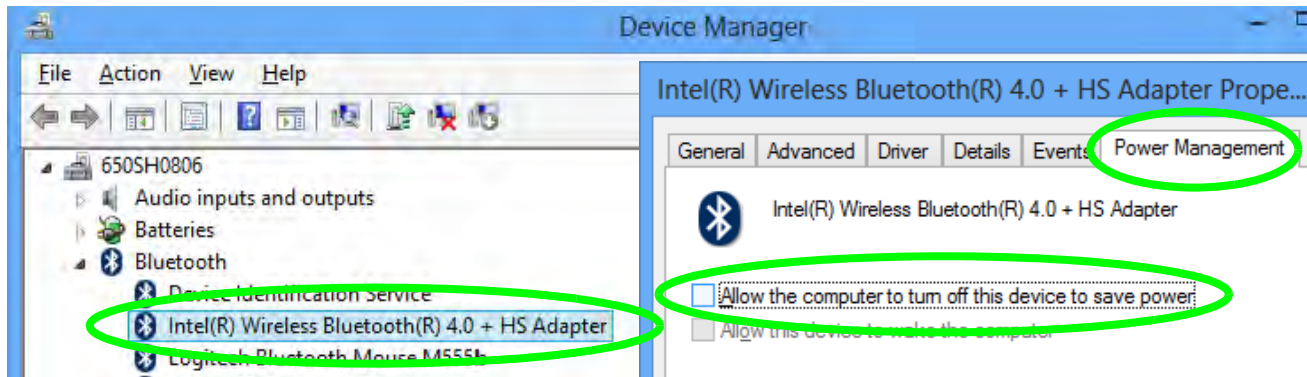 Device Manager
File Action View Help
650SH0806
Audio inputs and outputs
Batteries
Bluetooth
Device Identification Service
Intel(R) Wireless Bluetooth(R) 4.0 + HS Adapter
Logitech Bluetooth Mouse M555b
Intel(R) Wireless Bluetooth(R) 4.0 + HS Adapter Prope...
General Advanced Driver Details Events Power Management
Intel(R) Wireless Bluetooth(R) 4.0 + HS Adapter
Allow the computer to turn off this device to save power
Allow this device to wake the computer